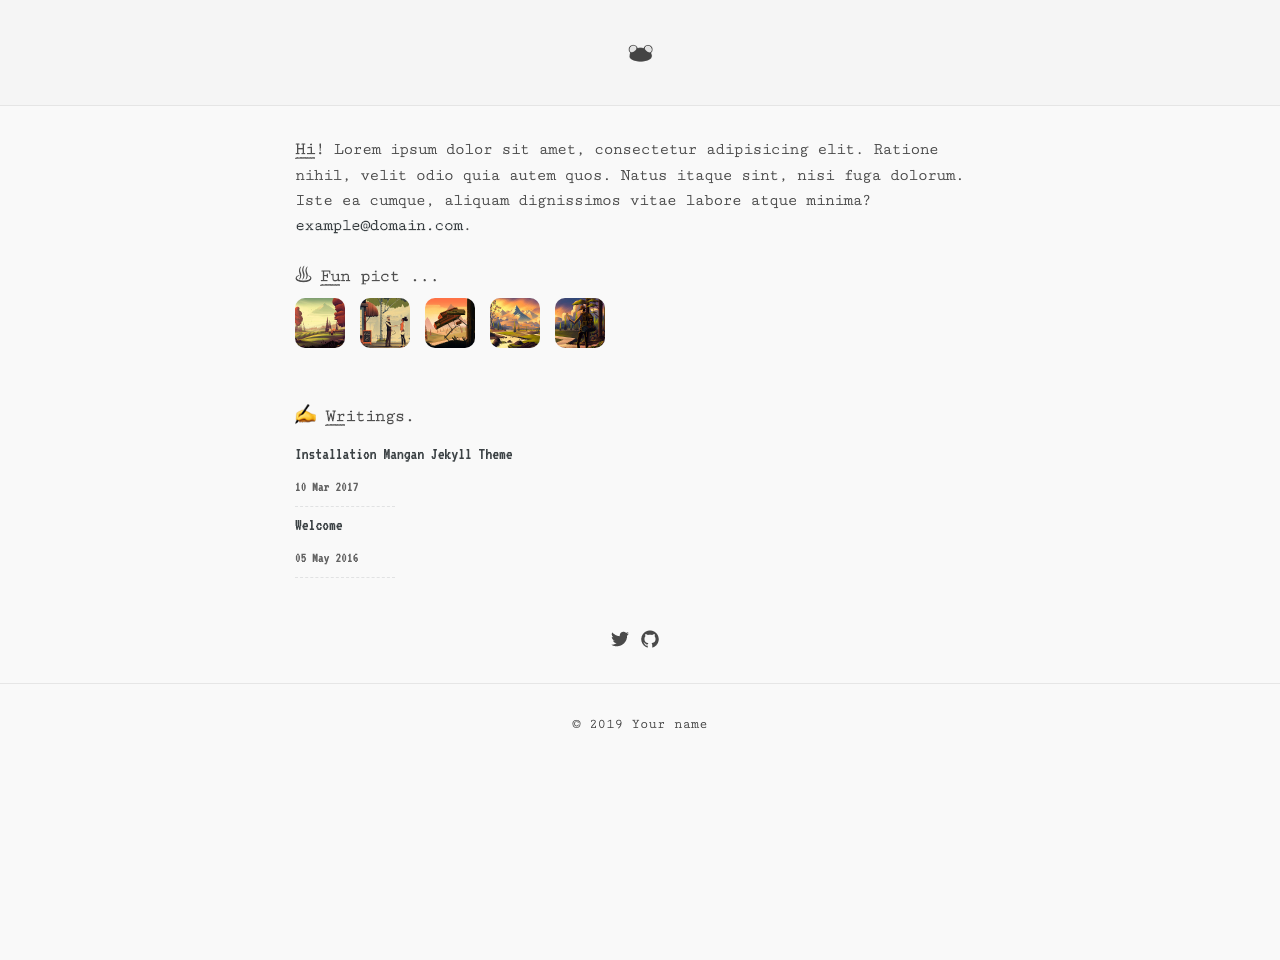 Hi! Lorem ipsum dolor sit amet, consectetur adipisicing elit. Ratione
nihil, velit odio quia autem quos. Natus itaque sint, nisi fuga dolorum.
Iste ea cumque, aliquam dignissimos vitae labore atque minima?
example@domain.com.
♨ Fun pict ...
✍ Writings.
Installation Mangan Jekyll Theme
10 Mar 2017
Welcome
05 May 2016
© 2019 Your name